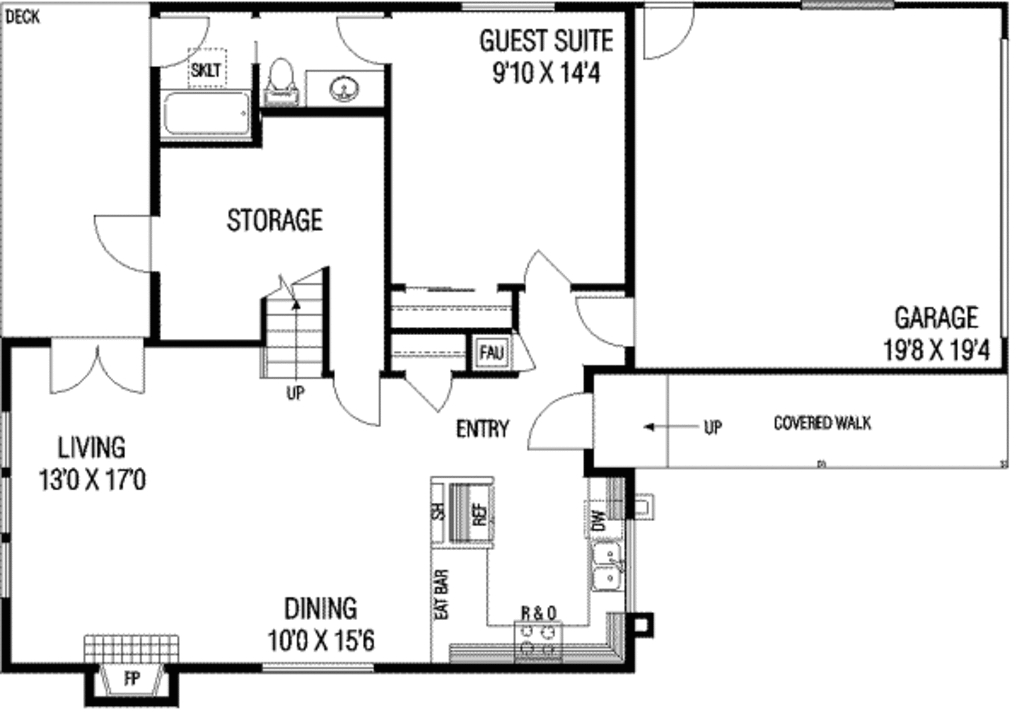 DECK
SKLT
GUEST SUITE
9'10 X 14'4
STORAGE
GARAGE
19'8 X 19'4
FAU
UP
ENTRY
UP
COVERED WALK
LIVING
13'0 X 17'0
SH
REF
DW
EAT BAR
R & O
DINING
10'0 X 15'6
FP